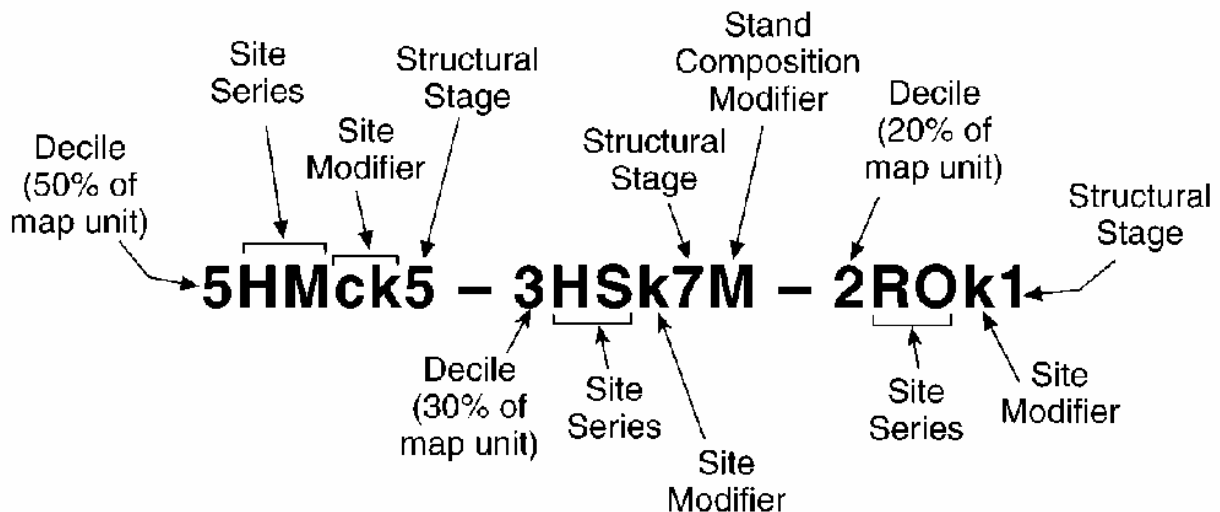 Site
Series
Structural
Stage
Stand
Composition
Modifier
Decile
(20% of
map unit)
Decile
(50% of
map unit)
Site
Modifier
Structural
Stage
Structural
Stage
5HMck5 – 3HSk7M – 2ROk1
Decile
(30% of
map unit)
Site
Series
Site
Modifier
Site
Series
Site
Modifier